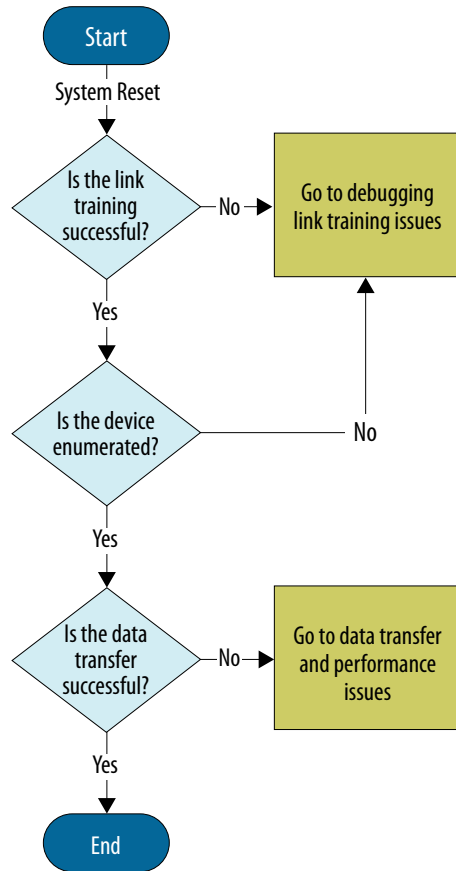 Start
System Reset
Is the link
training
successful?
No
Go to debugging
link training issues
Yes
Is the device
enumerated?
No
Yes
Is the data
transfer
successful?
No
Go to data transfer
and performance
issues
Yes
End